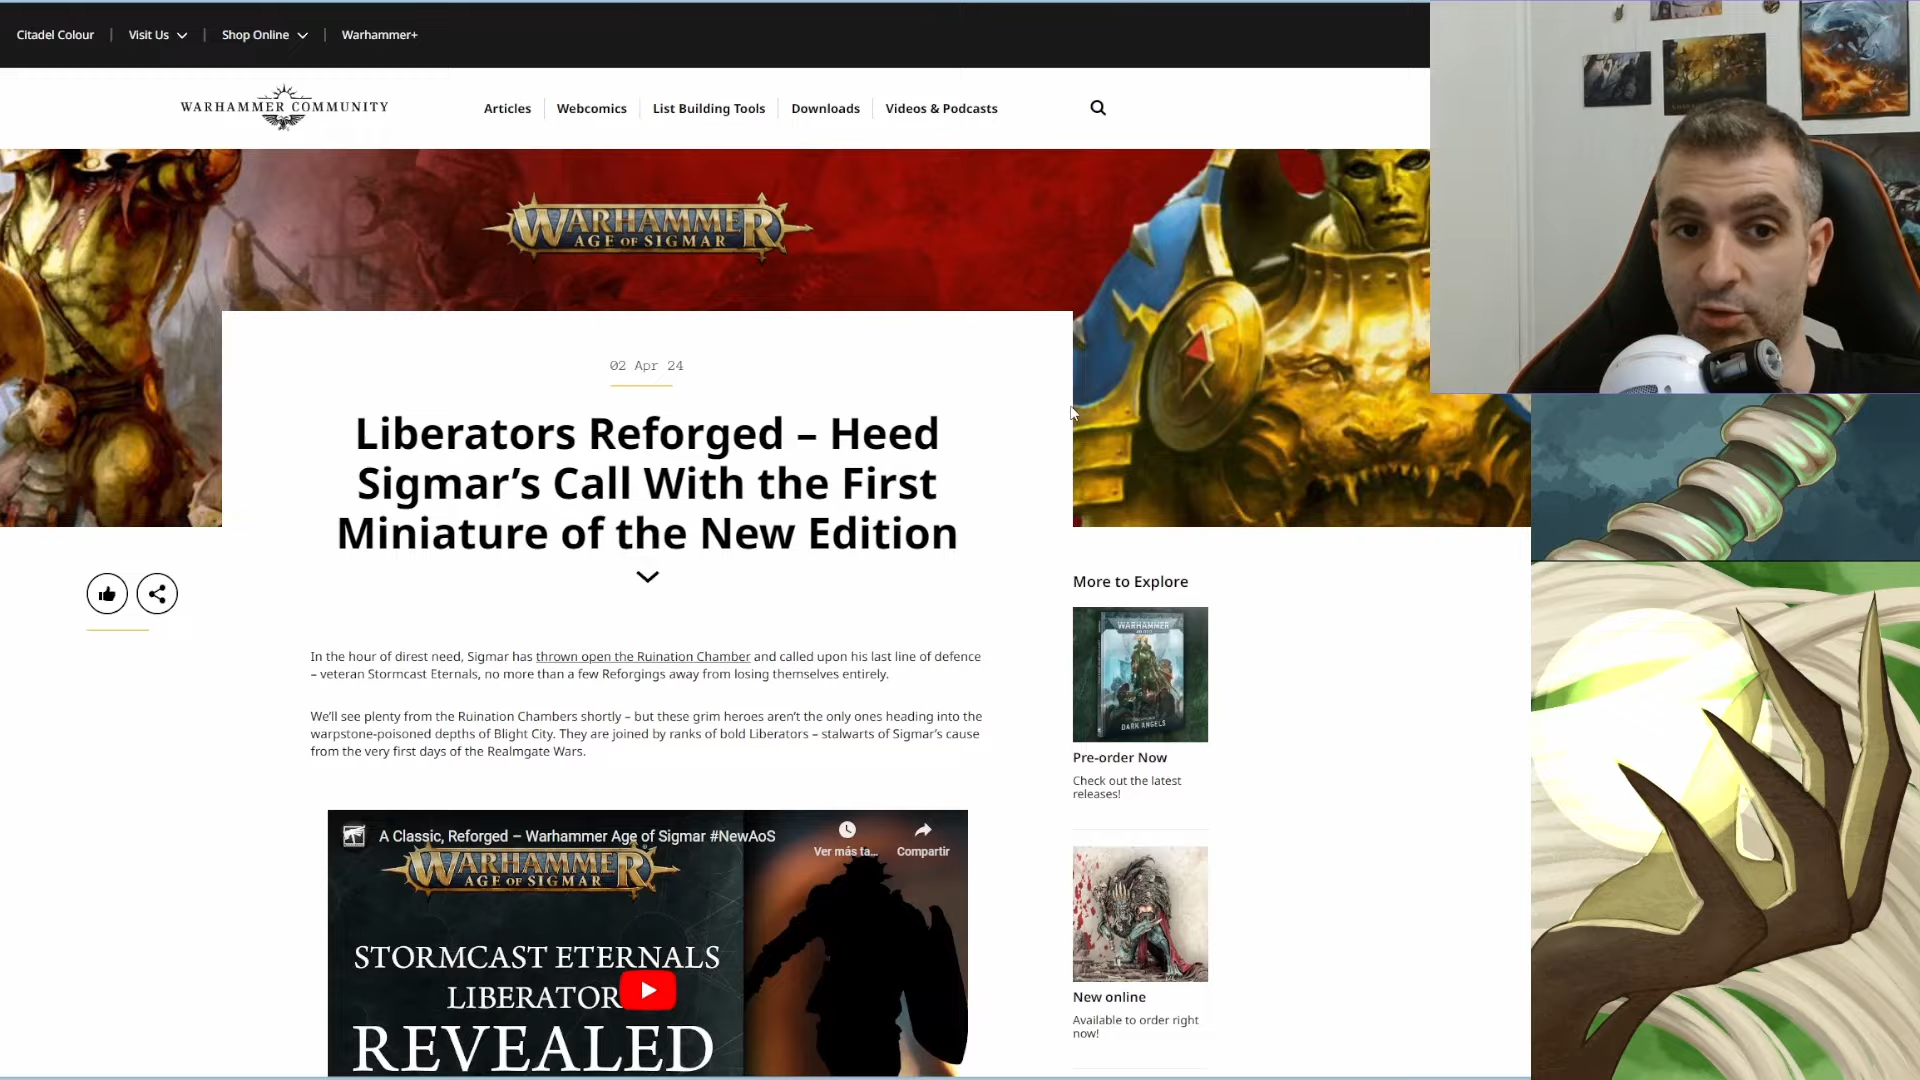 Citadel Colour
Visit Us
Shop Online
Warhammer+
WARHAMMER COMMUNITY
Articles
Webcomics
List Building Tools
Downloads
Videos & Podcasts
WARHAMMER
AGE OF SIGMAR
02 Apr 24
Liberators Reforged – Heed
Sigmar’s Call With the First
Miniature of the New Edition
In the hour of direst need, Sigmar has thrown open the Ruination Chamber and called upon his last line of defence
– veteran Stormcast Eternals, no more than a few Reforgings away from losing themselves entirely.
We’ll see plenty from the Ruination Chambers shortly – but these grim heroes aren’t the only ones heading into the
warpstone-poisoned depths of Blight City. They are joined by ranks of bold Liberators – stalwarts of Sigmar’s cause
from the very first days of the Realmgate Wars.
A Classic, Reforged – Warhammer Age of Sigmar #NewAoS
Ver más ta...
Compartir
WARHAMMER
AGE OF SIGMAR
STORMCAST ETERNALS
LIBERATOR
REVEALED
More to Explore
WARHAMMER
DARK ANGELS
Pre-order Now
Check out the latest
releases!
New online
Available to order right
now!